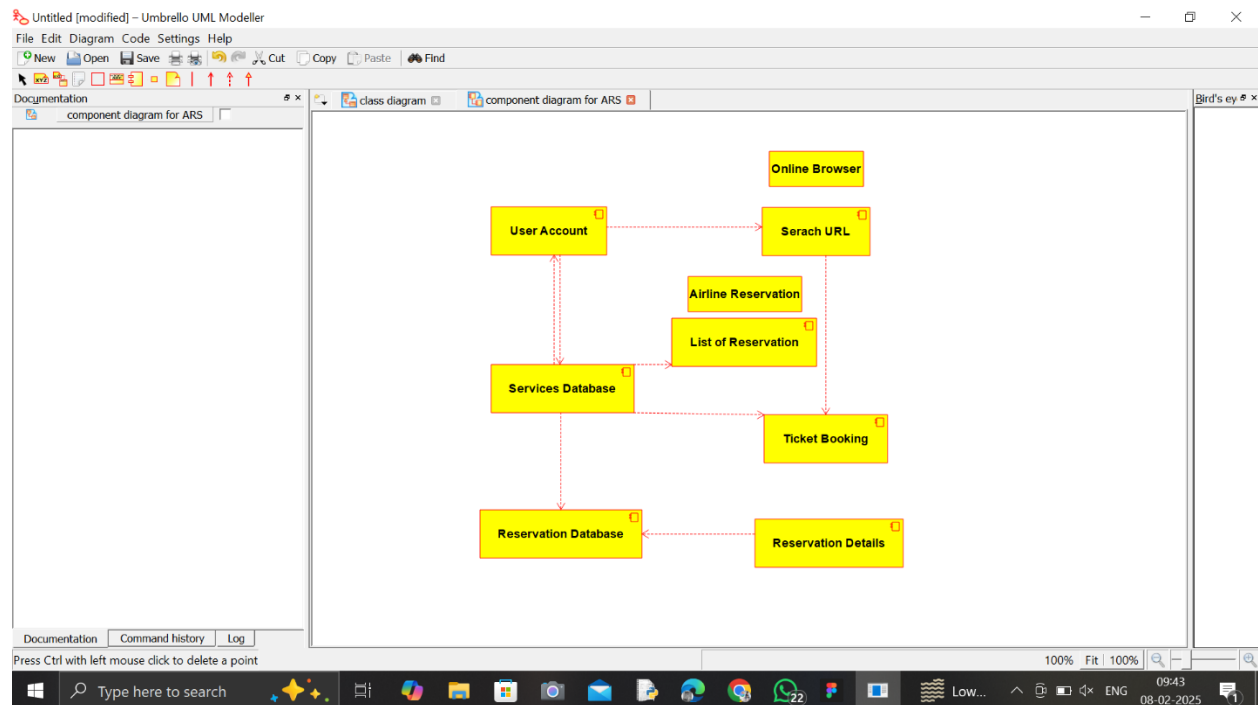 Untitled [modified] – Umbrello UML Modeller
File Edit Diagram Code Settings Help
New Open Save Cut Copy Paste Find
Documentation
class diagram
component diagram for ARS
Bird's ey
component diagram for ARS
Online Browser
User Account
Serach URL
Airline Reservation
List of Reservation
Services Database
Ticket Booking
Reservation Database
Reservation Details
Documentation Command history Log
Press Ctrl with left mouse click to delete a point
100% Fit 100%
Type here to search
22
Low...
ENG
09:43
08-02-2025
1